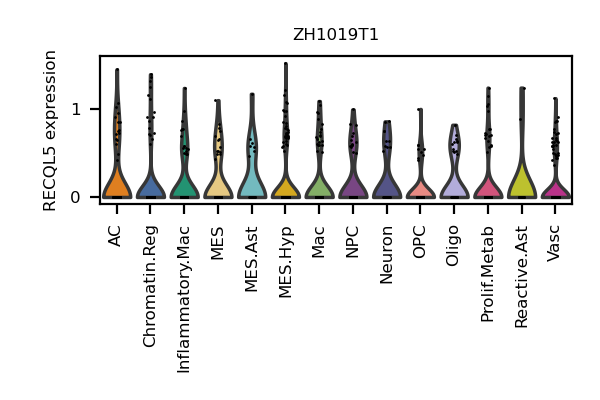 ZH1019T1
RECQL5 expression
1
0
AC
Chromatin.Reg
Inflammatory.Mac
MES
MES.Ast
MES.Hyp
Mac
NPC
Neuron
OPC
Oligo
Prolif.Metab
Reactive.Ast
Vasc